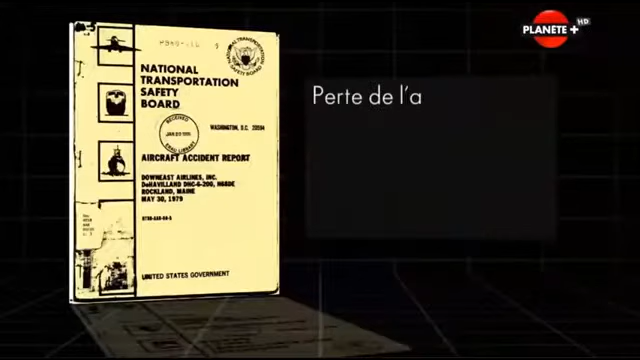 PLANETE+ HD
NATIONAL
TRANSPORTATION
SAFETY
BOARD
WASHINGTON, D.C. 20594
RECEIVED
AIRCRAFT ACCIDENT REPORT
DOWNEAST AIRLINES, INC.
DeHAVILLAND DHC-6-200, N68DE
ROCKLAND, MAINE
MAY 30, 1979
UNITED STATES GOVERNMENT
Perte de l'a